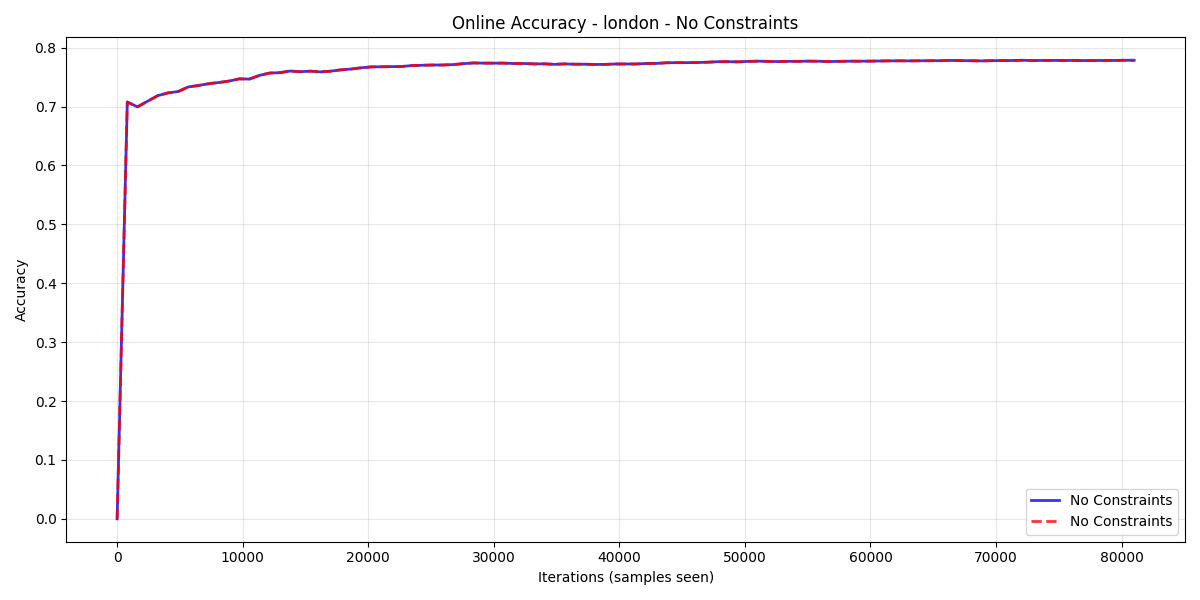 Online Accuracy - london - No Constraints
0.8
0.7
0.6
0.5
0.4
0.3
0.2
0.1
0.0
Accuracy
No Constraints
No Constraints
0 10000 20000 30000 40000 50000 60000 70000 80000
Iterations (samples seen)